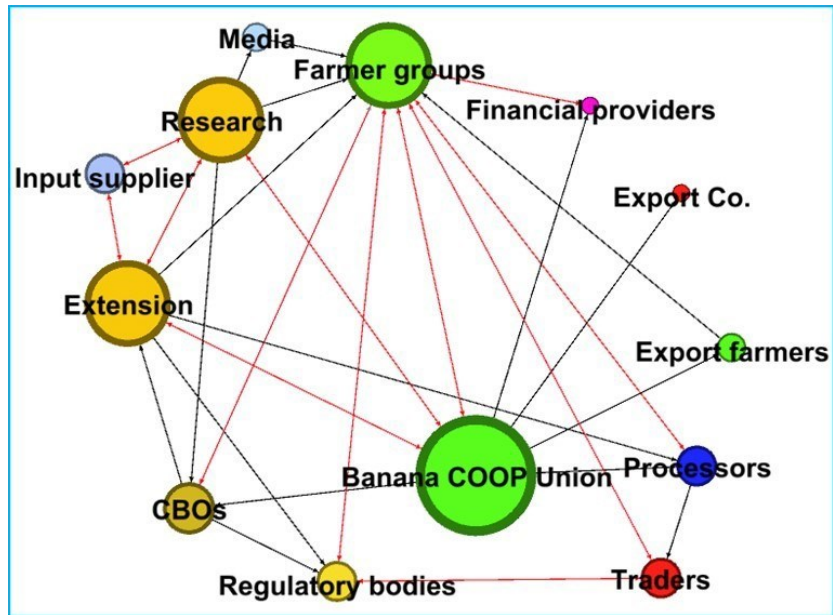 Media
Farmer groups
Financial providers
Research
Input supplier
Export Co.
Extension
Export farmers
Banana COOP Union
Processors
CBOs
Regulatory bodies
Traders